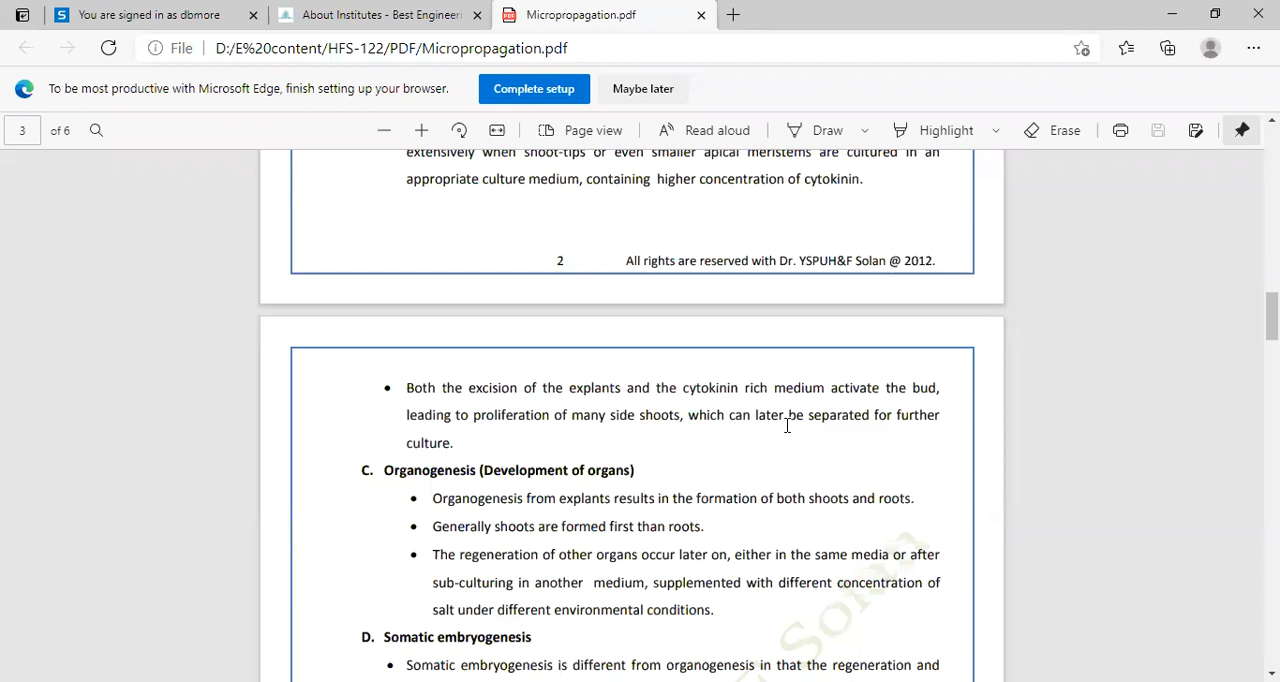 You are signed in as dbmore
About Institutes - Best Engineeri
Micropropagation.pdf
File D:/E%20content/HFS-122/PDF/Micropropagation.pdf
To be most productive with Microsoft Edge, finish setting up your browser. Complete setup Maybe later
3 of 6 Page view Read aloud Draw Highlight Erase
extensively when shoot-tips or even smaller apical meristems are cultured in an
appropriate culture medium, containing higher concentration of cytokinin.
2 All rights are reserved with Dr. YSPUH&F Solan @ 2012.
• Both the excision of the explants and the cytokinin rich medium activate the bud,
leading to proliferation of many side shoots, which can later be separated for further
culture.
C. Organogenesis (Development of organs)
• Organogenesis from explants results in the formation of both shoots and roots.
• Generally shoots are formed first than roots.
• The regeneration of other organs occur later on, either in the same media or after
sub-culturing in another medium, supplemented with different concentration of
salt under different environmental conditions.
D. Somatic embryogenesis
• Somatic embryogenesis is different from organogenesis in that the regeneration and